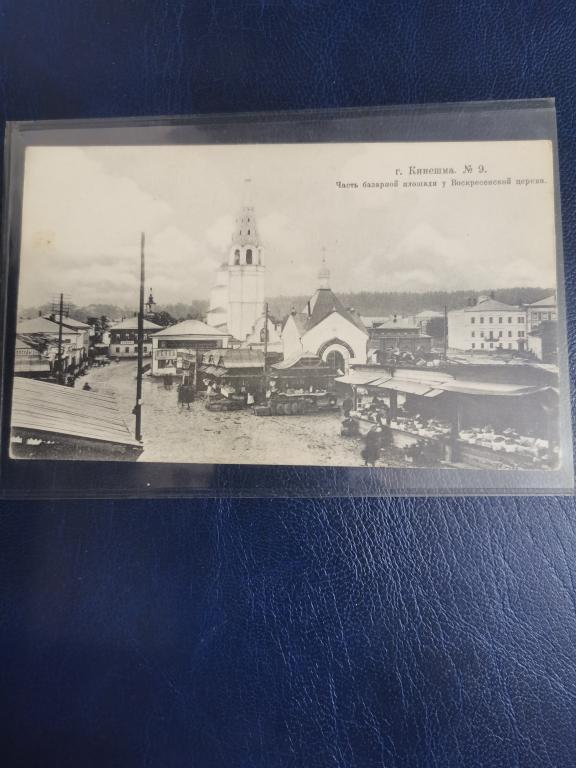 г. Кинешма. № 9.
Часть базарной площади у Воскресенской церкви.